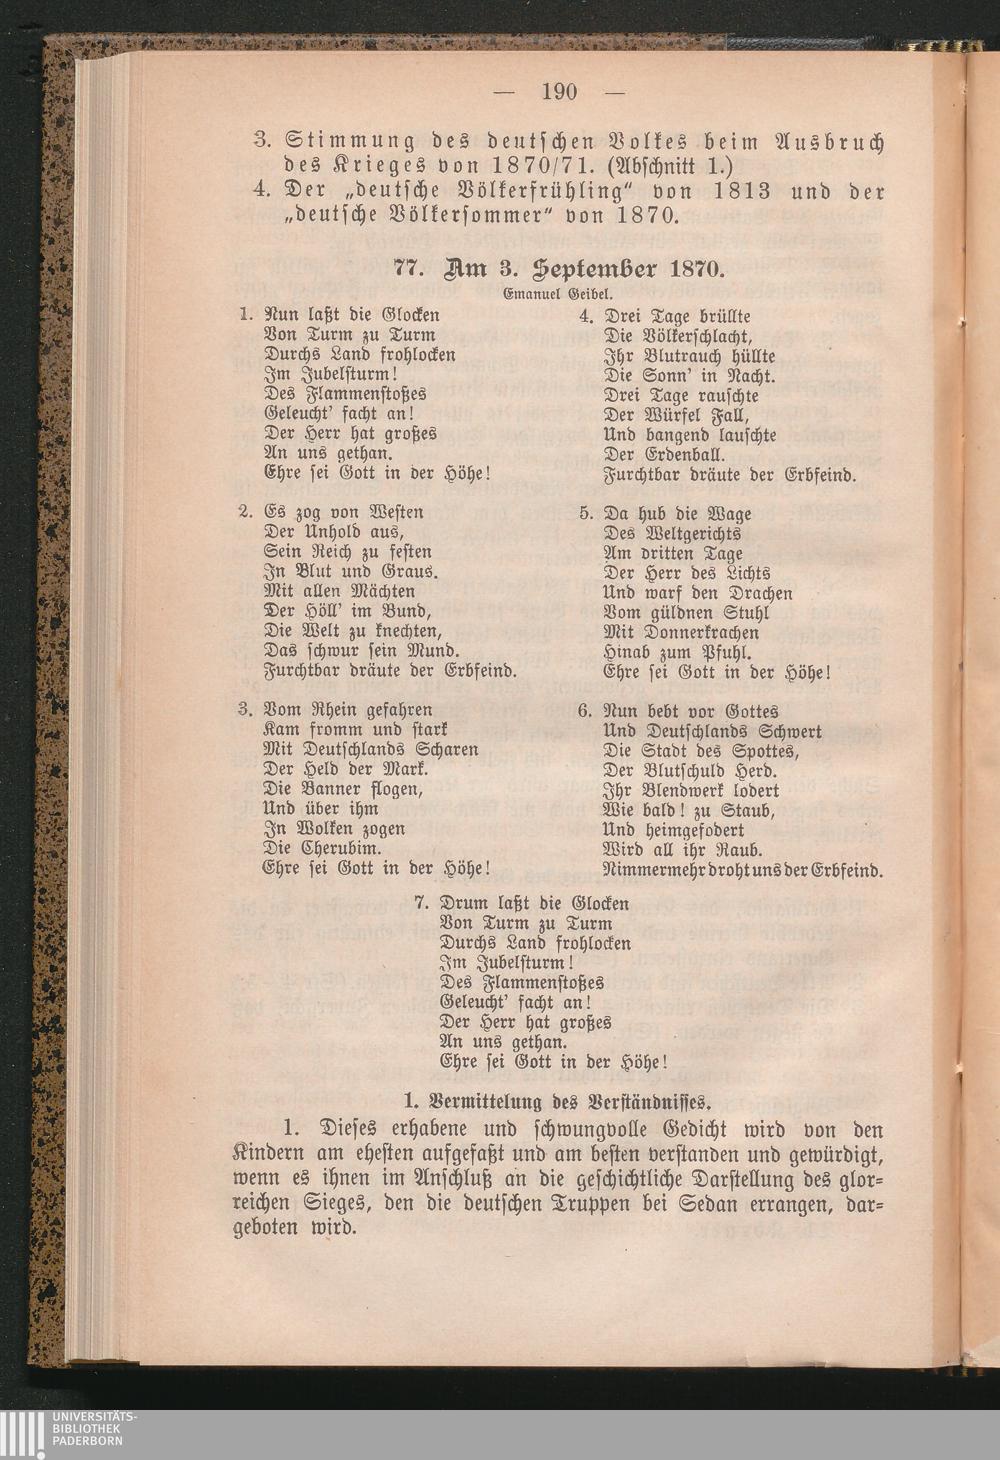 — 190 —
3. Stimmung des deutschen Volkes beim Ausbruch
des Krieges von 1870/71. (Abschnitt 1.)
4. Der „deutsche Völkerfrühling“ von 1813 und der
„deutsche Völkersommer“ von 1870.
77. Am 3. September 1870.
Emanuel Geibel.
1. Nun laßt die Glocken
Von Turm zu Turm
Durchs Land frohlocken
Im Jubelsturm!
Des Flammenstoßes
Geleucht’ facht an!
Der Herr hat großes
An uns gethan.
Ehre sei Gott in der Höhe!
2. Es zog von Westen
Der Unhold aus,
Sein Reich zu festen
In Blut und Graus.
Mit allen Mächten
Der Höll’ im Bund,
Die Welt zu knechten,
Das schwur sein Mund.
Furchtbar dräute der Erbfeind.
3. Vom Rhein gefahren
Kam fromm und stark
Mit Deutschlands Scharen
Der Held der Mark.
Die Banner flogen,
Und über ihm
In Wolken zogen
Die Cherubim.
Ehre sei Gott in der Höhe!
4. Drei Tage brüllte
Die Völkerschlacht,
Ihr Blutrauch hüllte
Die Sonn’ in Nacht.
Drei Tage rauschte
Der Würfel Fall,
Und bangend lauschte
Der Erdenball.
Furchtbar dräute der Erbfeind.
5. Da hub die Wage
Des Weltgerichts
Am dritten Tage
Der Herr des Lichts
Und warf den Drachen
Vom güldnen Stuhl
Mit Donnerkrachen
Hinab zum Pfuhl.
Ehre sei Gott in der Höhe!
6. Nun bebt vor Gottes
Und Deutschlands Schwert
Die Stadt des Spottes,
Der Blutschuld Herd.
Ihr Blendwerk lodert
Wie bald! zu Staub,
Und heimgefodert
Wird all ihr Raub.
Nimmermehr droht uns der Erbfeind.
7. Drum laßt die Glocken
Von Turm zu Turm
Durchs Land frohlocken
Im Jubelsturm!
Des Flammenstoßes
Geleucht’ facht an!
Der Herr hat großes
An uns gethan.
Ehre sei Gott in der Höhe!
1. Vermittelung des Verständnisses.
1. Dieses erhabene und schwungvolle Gedicht wird von den
Kindern am ehesten aufgefaßt und am besten verstanden und gewürdigt,
wenn es ihnen im Anschluß an die geschichtliche Darstellung des glor-
reichen Sieges, den die deutschen Truppen bei Sedan errangen, dar-
geboten wird.
UNIVERSITÄTS-
BIBLIOTHEK
PADERBORN